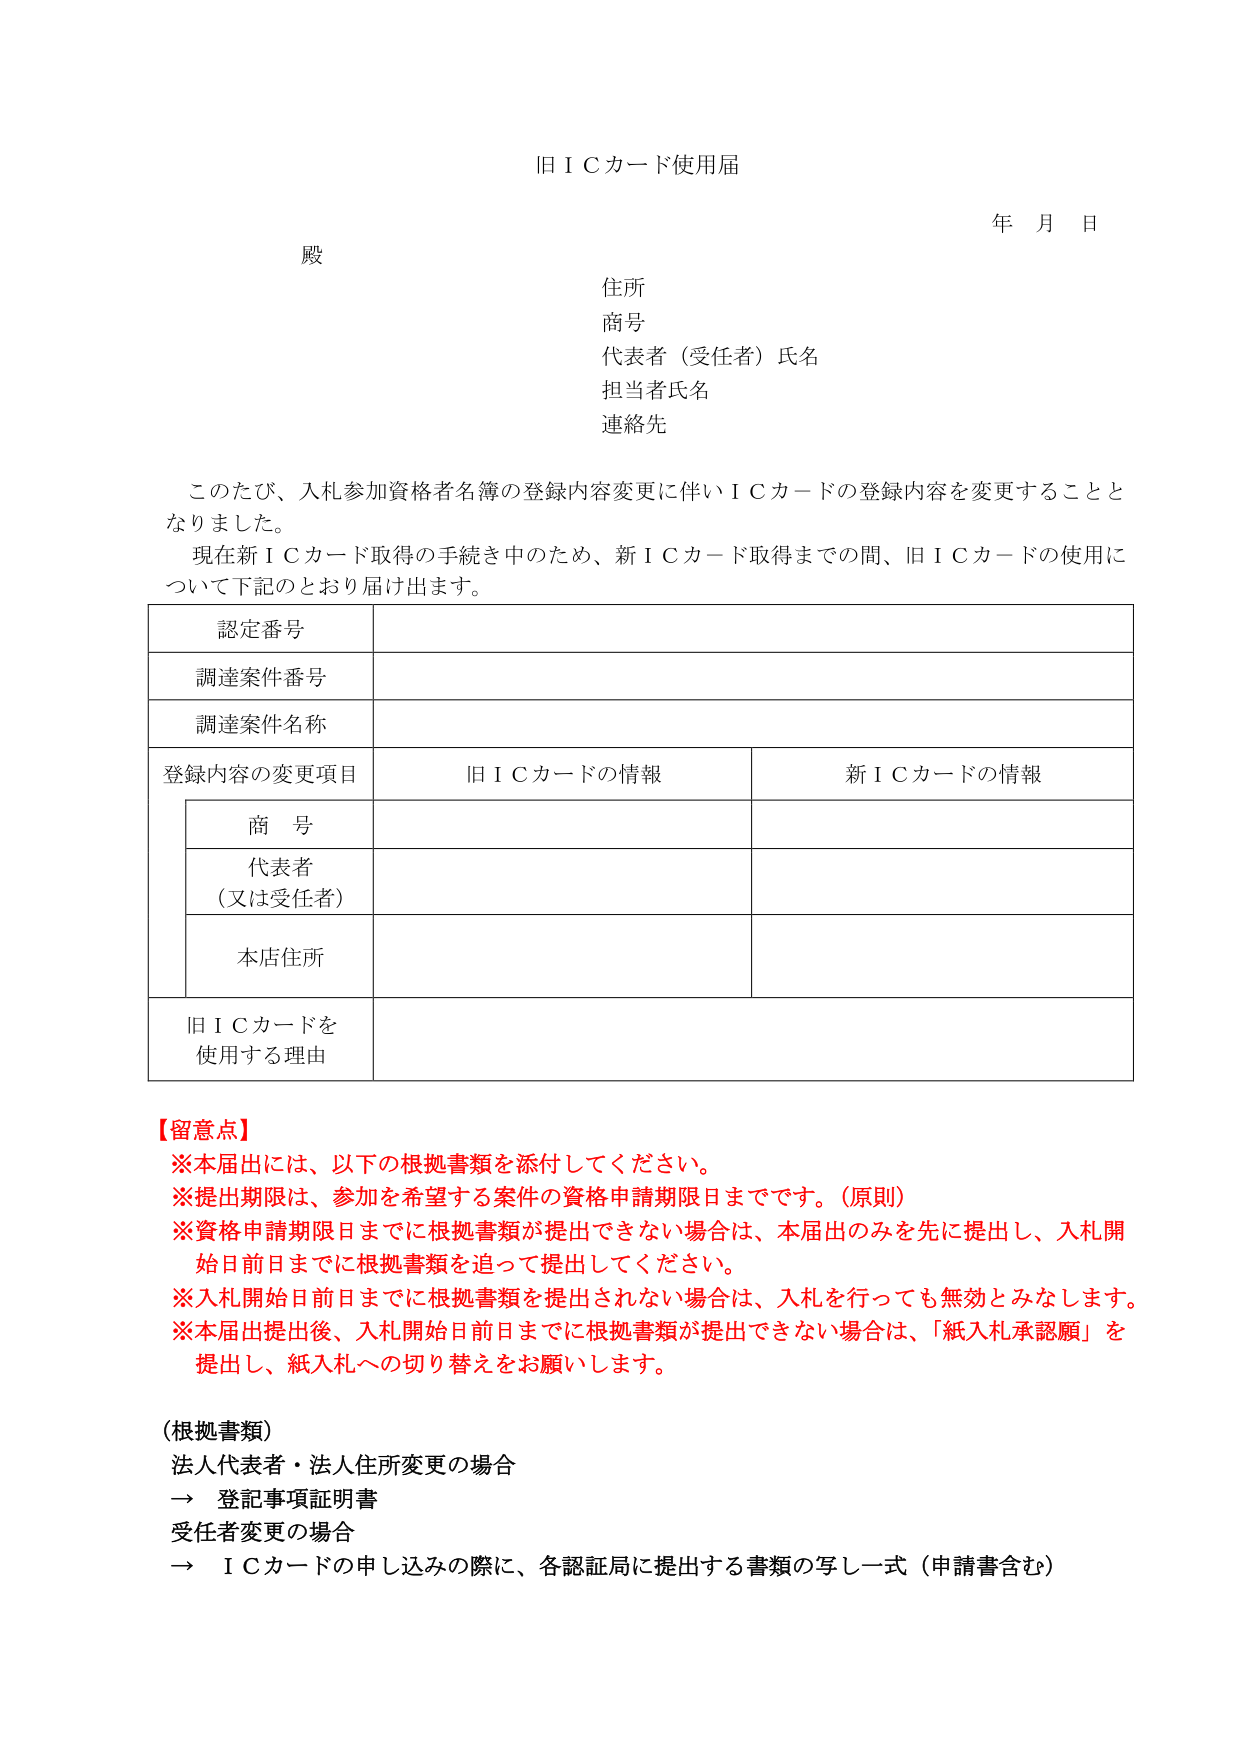 旧ＩＣカード使用届
年　月　日
殿
住所
商号
代表者（受任者）氏名
担当者氏名
連絡先
このたび、入札参加資格者名簿の登録内容変更に伴いＩＣカードの登録内容を変更することと
なりました。
現在新ＩＣカード取得の手続き中のため、新ＩＣカード取得までの間、旧ＩＣカードの使用に
ついて下記のとおり届け出ます。
認定番号
調達案件番号
調達案件名称
登録内容の変更項目　旧ＩＣカードの情報　新ＩＣカードの情報
商　号
代表者
（又は受任者）
本店住所
旧ＩＣカードを
使用する理由
【留意点】
※本届出には、以下の根拠書類を添付してください。
※提出期限は、参加を希望する案件の資格申請期限日までです。（原則）
※資格申請期限日までに根拠書類が提出できない場合は、本届出のみを先に提出し、入札開
始日前日までに根拠書類を追って提出してください。
※入札開始日前日までに根拠書類を提出されない場合は、入札を行っても無効とみなします。
※本届出提出後、入札開始日前日までに根拠書類が提出できない場合は、「紙入札承認願」を
提出し、紙入札への切り替えをお願いします。
（根拠書類）
法人代表者・法人住所変更の場合
→　登記事項証明書
受任者変更の場合
→　ＩＣカードの申し込みの際に、各認証局に提出する書類の写し一式（申請書含む）